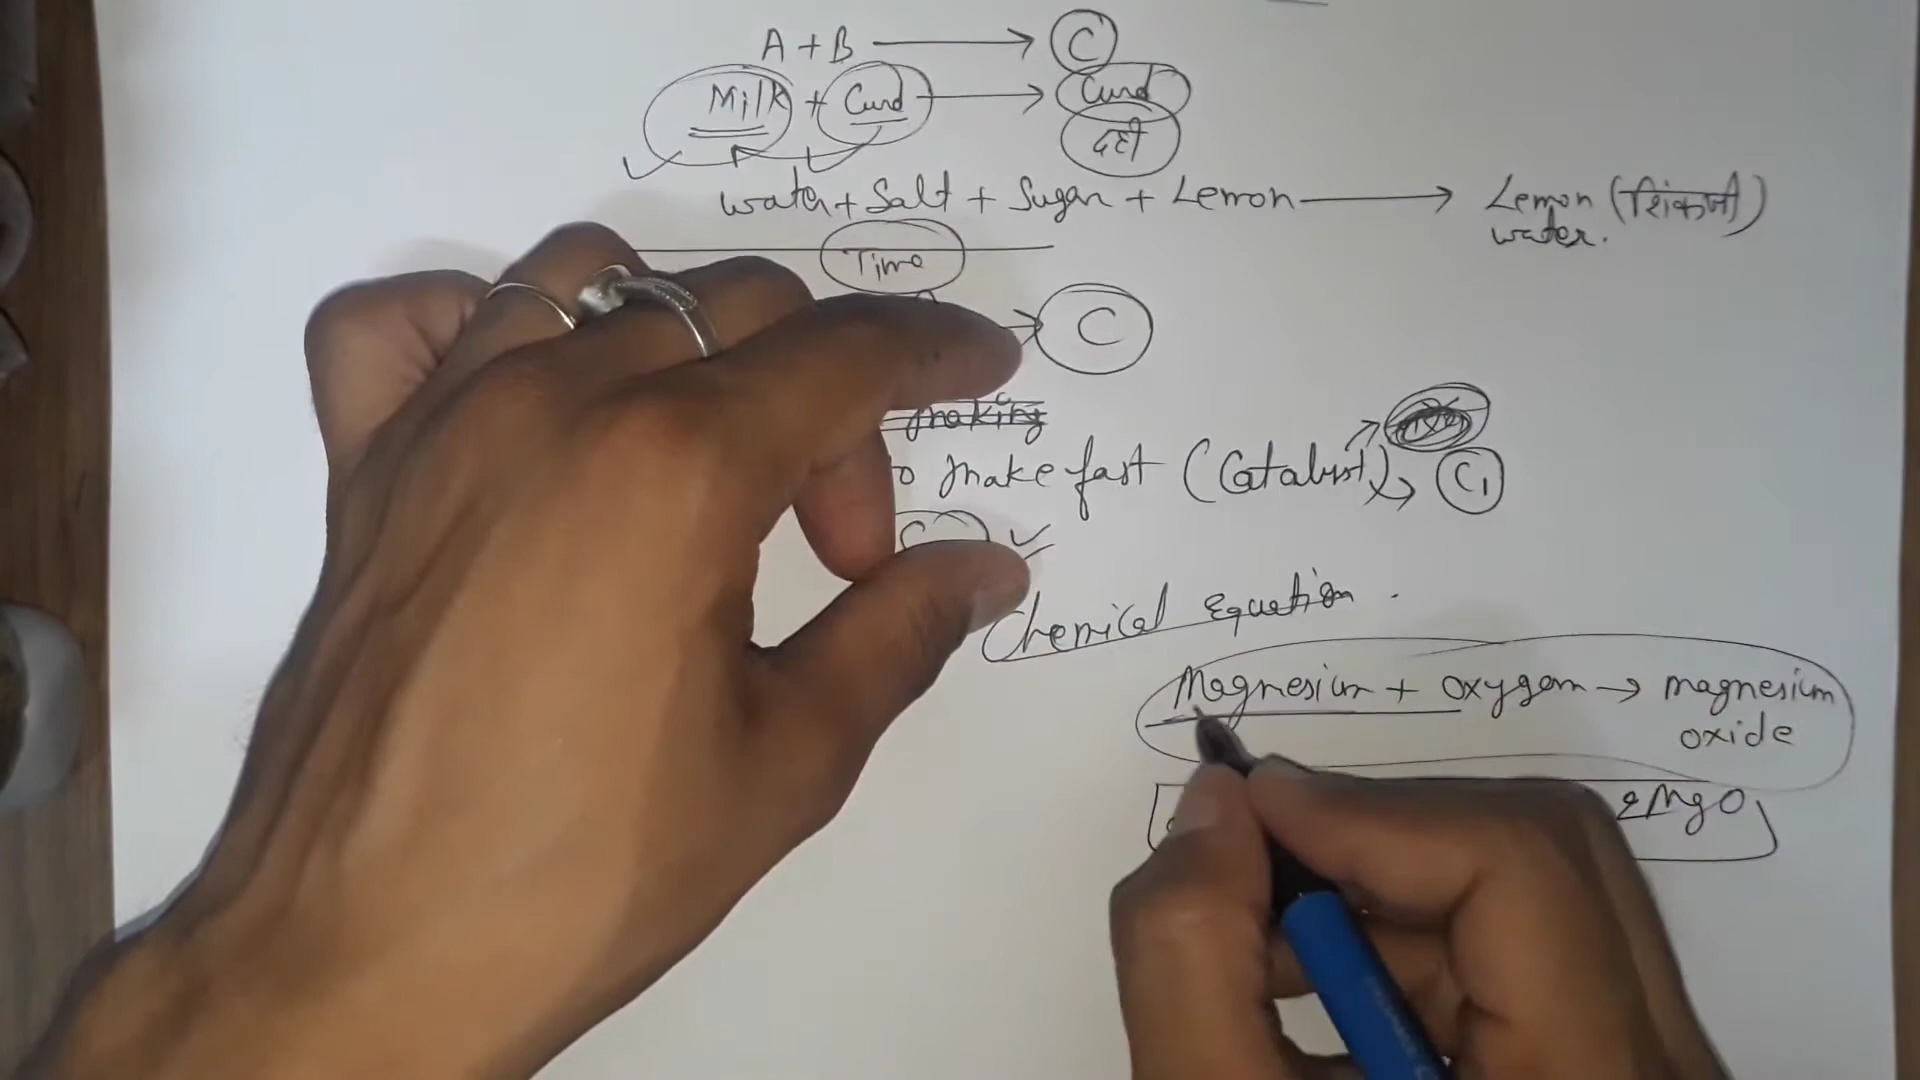 A + B → C
Milk + Curd → Curd
दही
water + Salt + Sugar + Lemon → Lemon (शिकंजी)
water.
Time
C
making
make fast (Catalyst) → C1
C
Chemical Equation.
Magnesium + oxygen → magnesium
oxide
2MgO